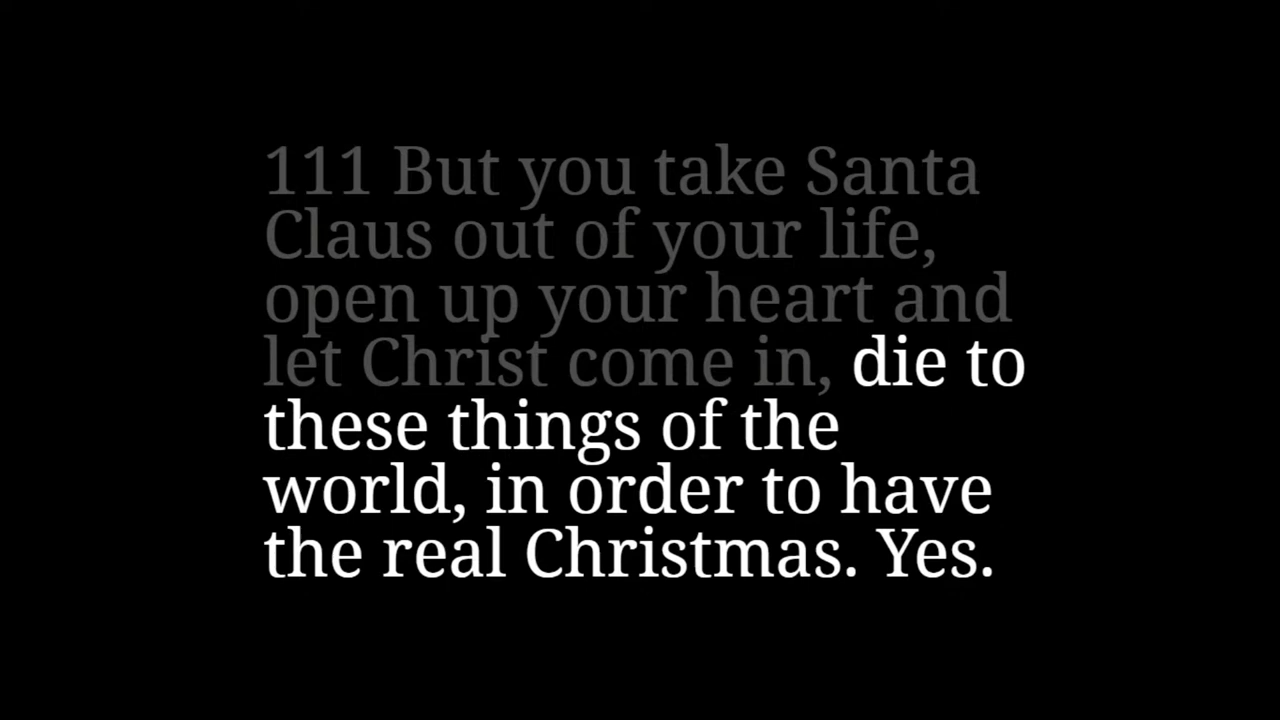 111 But you take Santa
Claus out of your life,
open up your heart and
let Christ come in, die to
these things of the
world, in order to have
the real Christmas. Yes.